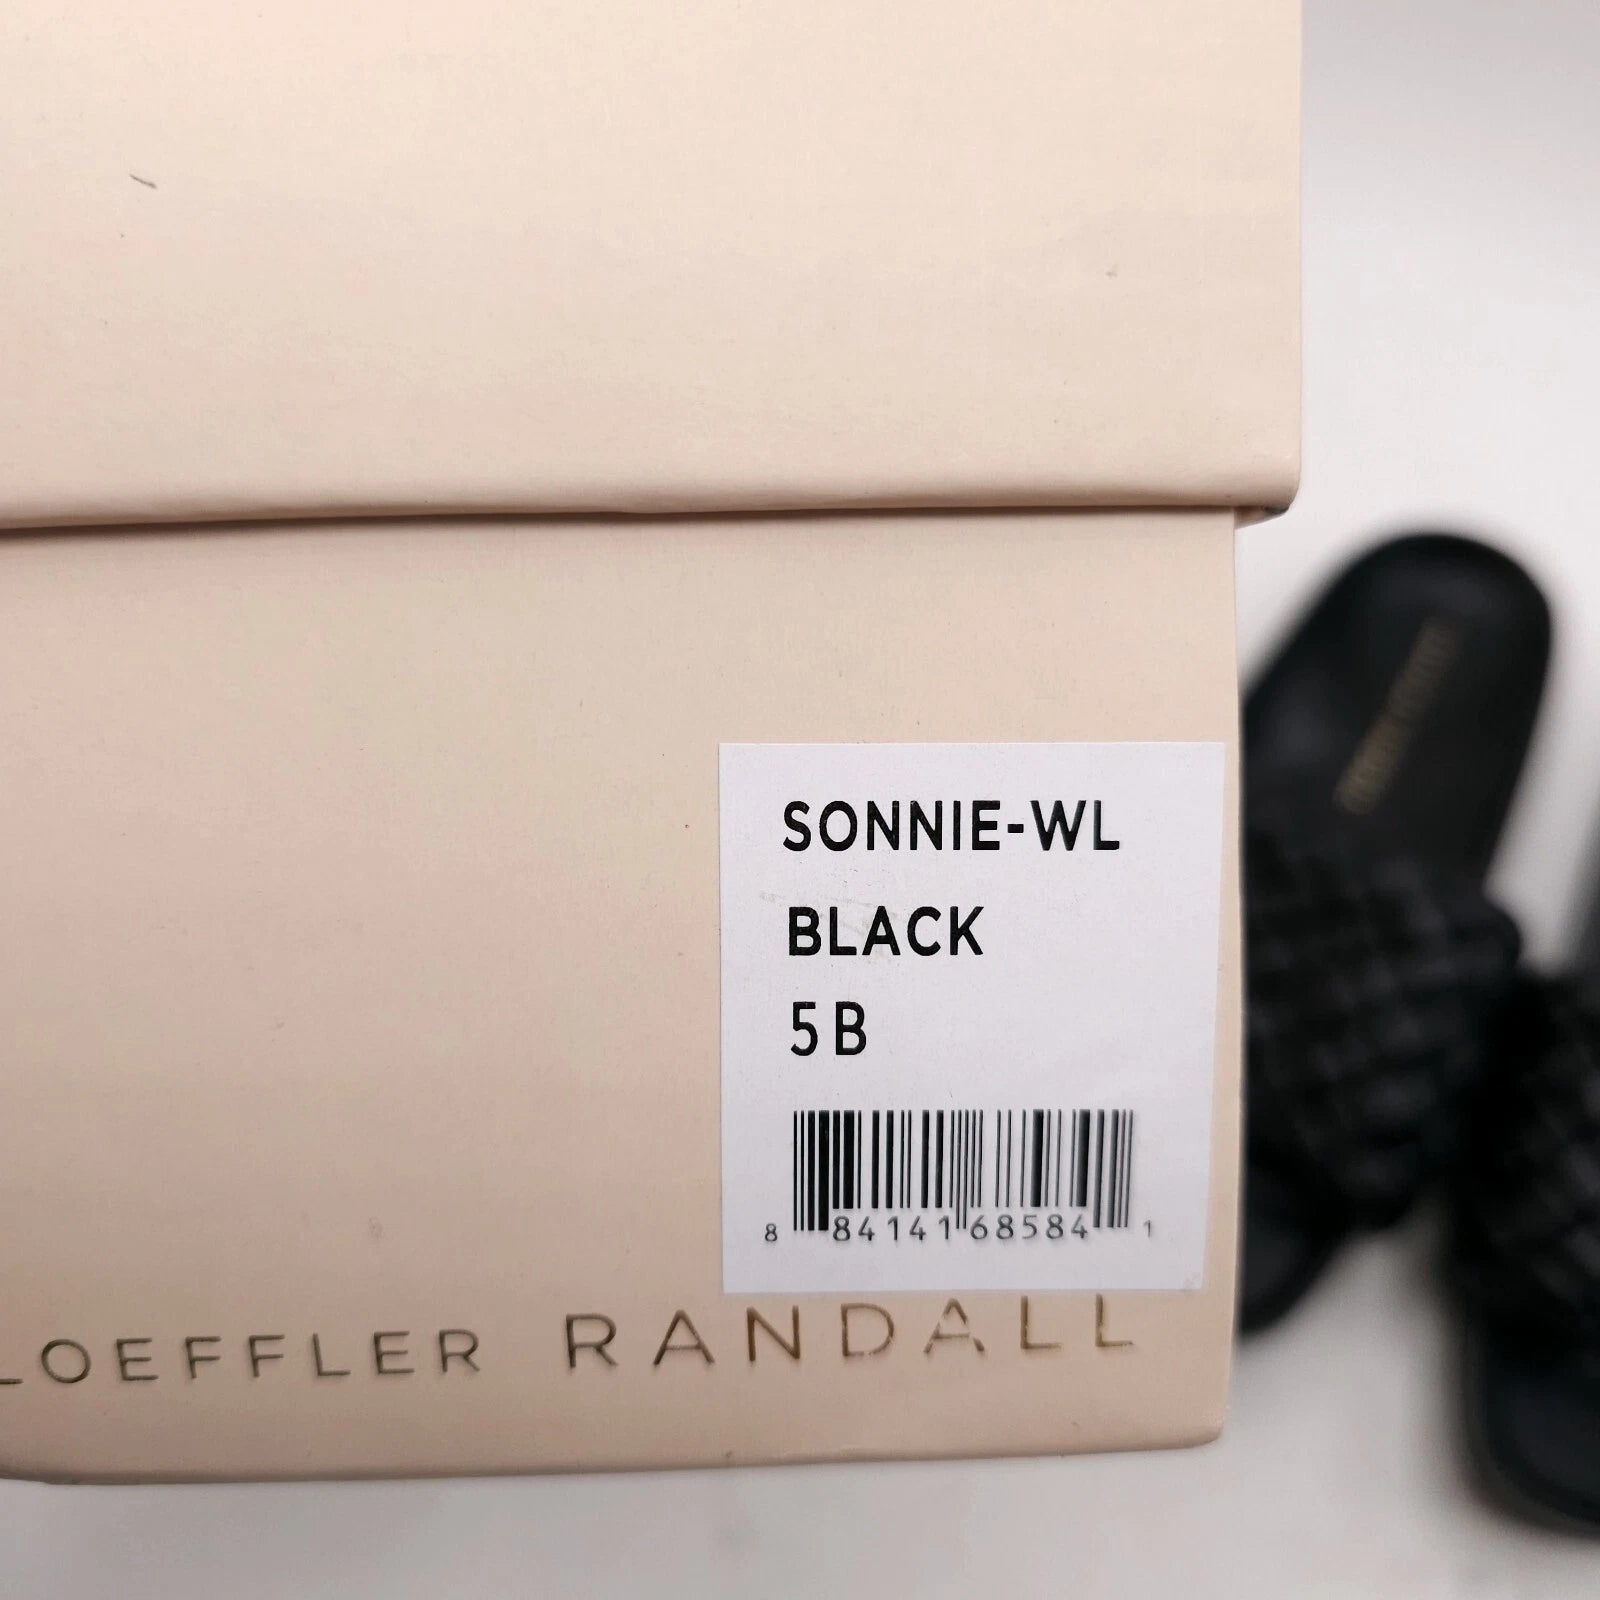 SONNIE-WL
BLACK
5B
8 84141 68584 1
LOEFFLER RANDALL